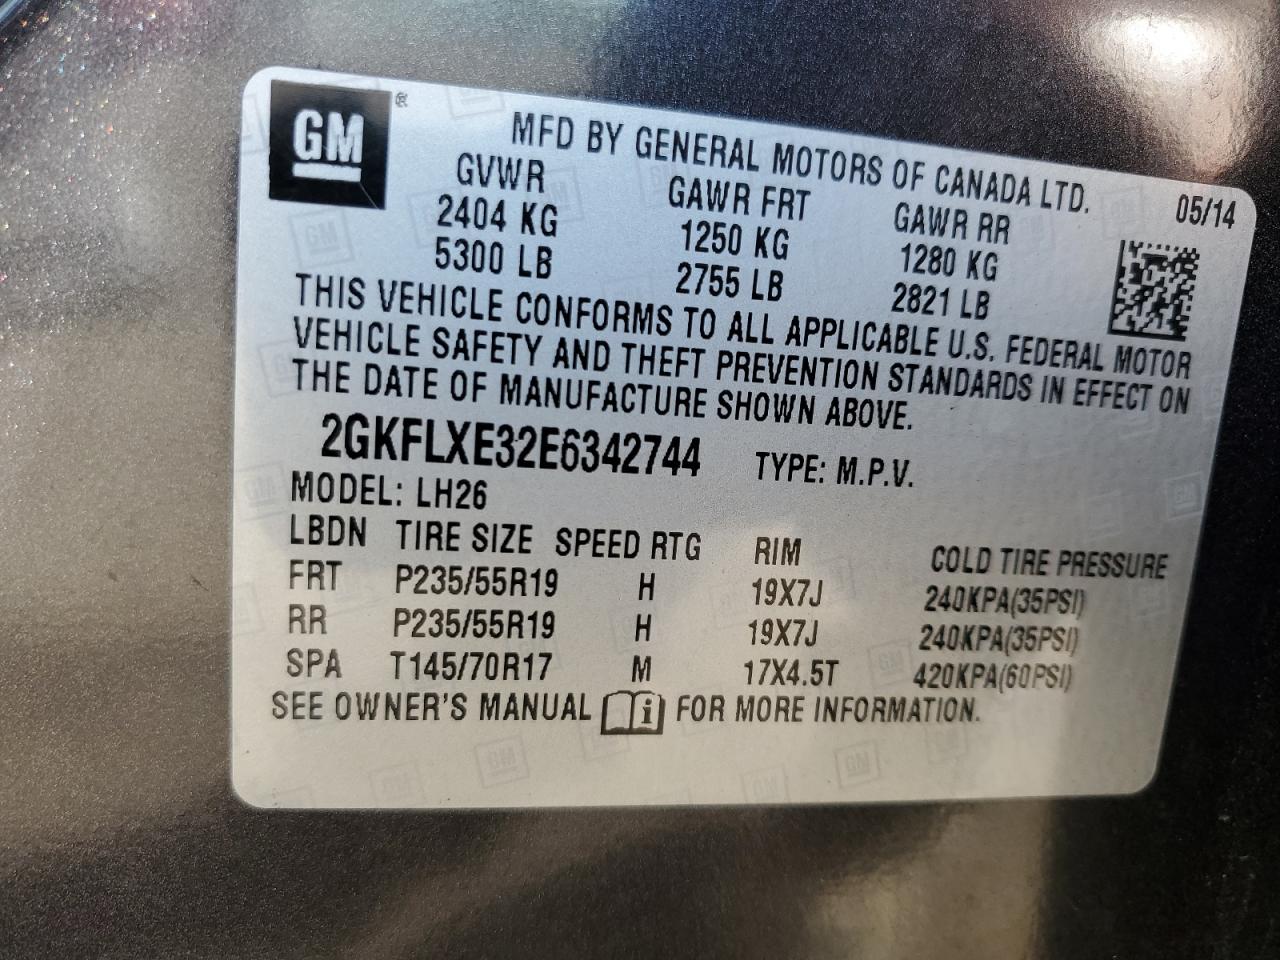 GM
MFD BY GENERAL MOTORS OF CANADA LTD.
05/14
GVWR GAWR FRT GAWR RR
2404 KG 1250 KG 1280 KG
5300 LB 2755 LB 2821 LB
THIS VEHICLE CONFORMS TO ALL APPLICABLE U.S. FEDERAL MOTOR
VEHICLE SAFETY AND THEFT PREVENTION STANDARDS IN EFFECT ON
THE DATE OF MANUFACTURE SHOWN ABOVE.
2GKFLXE32E6342744 TYPE: M.P.V.
MODEL: LH26
LBDN TIRE SIZE SPEED RTG RIM COLD TIRE PRESSURE
FRT P235/55R19 H 19X7J 240KPA(35PSI)
RR P235/55R19 H 19X7J 240KPA(35PSI)
SPA T145/70R17 M 17X4.5T 420KPA(60PSI)
SEE OWNER'S MANUAL i FOR MORE INFORMATION.